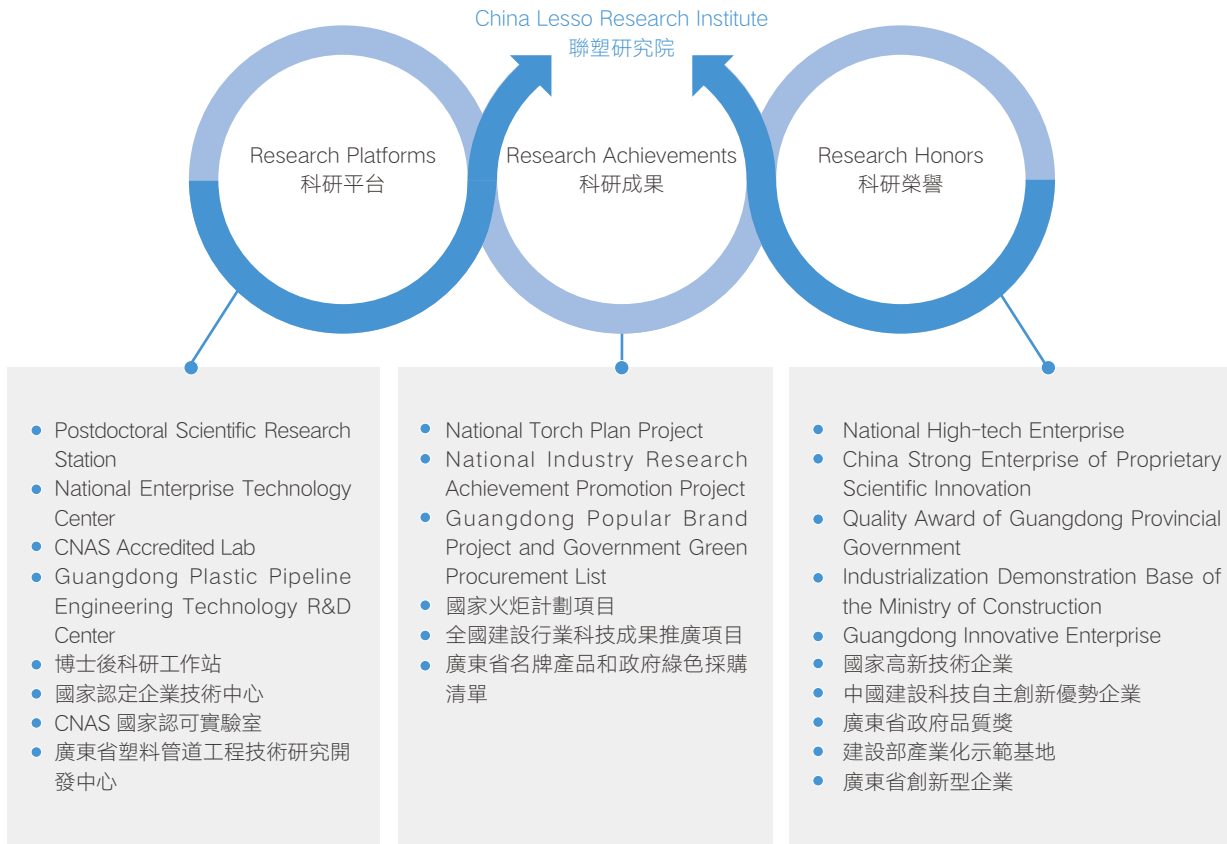 China Lesso Research Institute
聯塑研究院
Research Platforms
科研平台
Research Achievements
科研成果
Research Honors
科研榮譽
Postdoctoral Scientific Research
Station
National Enterprise Technology
Center
CNAS Accredited Lab
Guangdong Plastic Pipeline
Engineering Technology R&D
Center
博士後科研工作站
國家認定企業技術中心
CNAS 國家認可實驗室
廣東省塑料管道工程技術研究開
發中心
National Torch Plan Project
National Industry Research
Achievement Promotion Project
Guangdong Popular Brand
Project and Government Green
Procurement List
國家火炬計劃項目
全國建設行業科技成果推廣項目
廣東省名牌產品和政府綠色採購
清單
National High-tech Enterprise
China Strong Enterprise of Proprietary
Scientific Innovation
Quality Award of Guangdong Provincial
Government
Industrialization Demonstration Base of
the Ministry of Construction
Guangdong Innovative Enterprise
國家高新技術企業
中國建設科技自主創新優勢企業
廣東省政府品質獎
建設部產業化示範基地
廣東省創新型企業